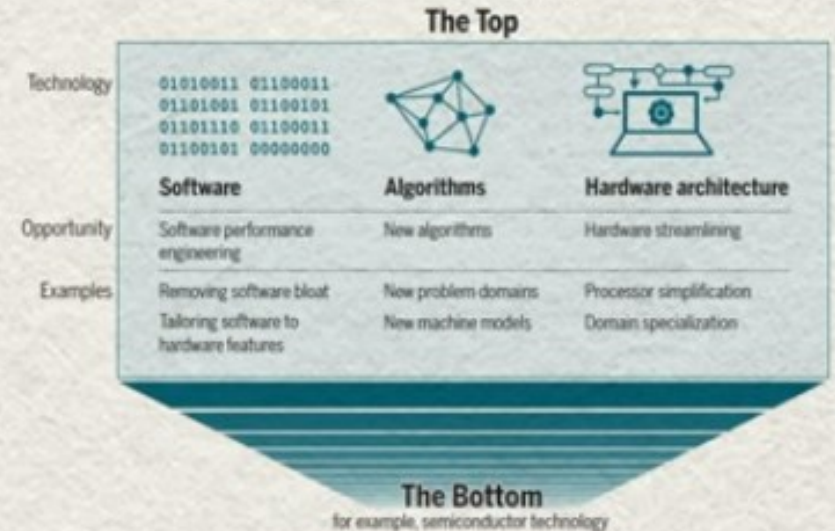 The Top
Technology
01010011 01100011
01101001 01100101
01101110 01100011
01100101 00000000
Software
Algorithms
Hardware architecture
Opportunity
Software performance
engineering
New algorithms
Hardware streamlining
Examples
Removing software bloat
New problem domains
Processor simplification
Tailoring software to
hardware features
New machine models
Domain specialization
The Bottom
for example, semiconductor technology